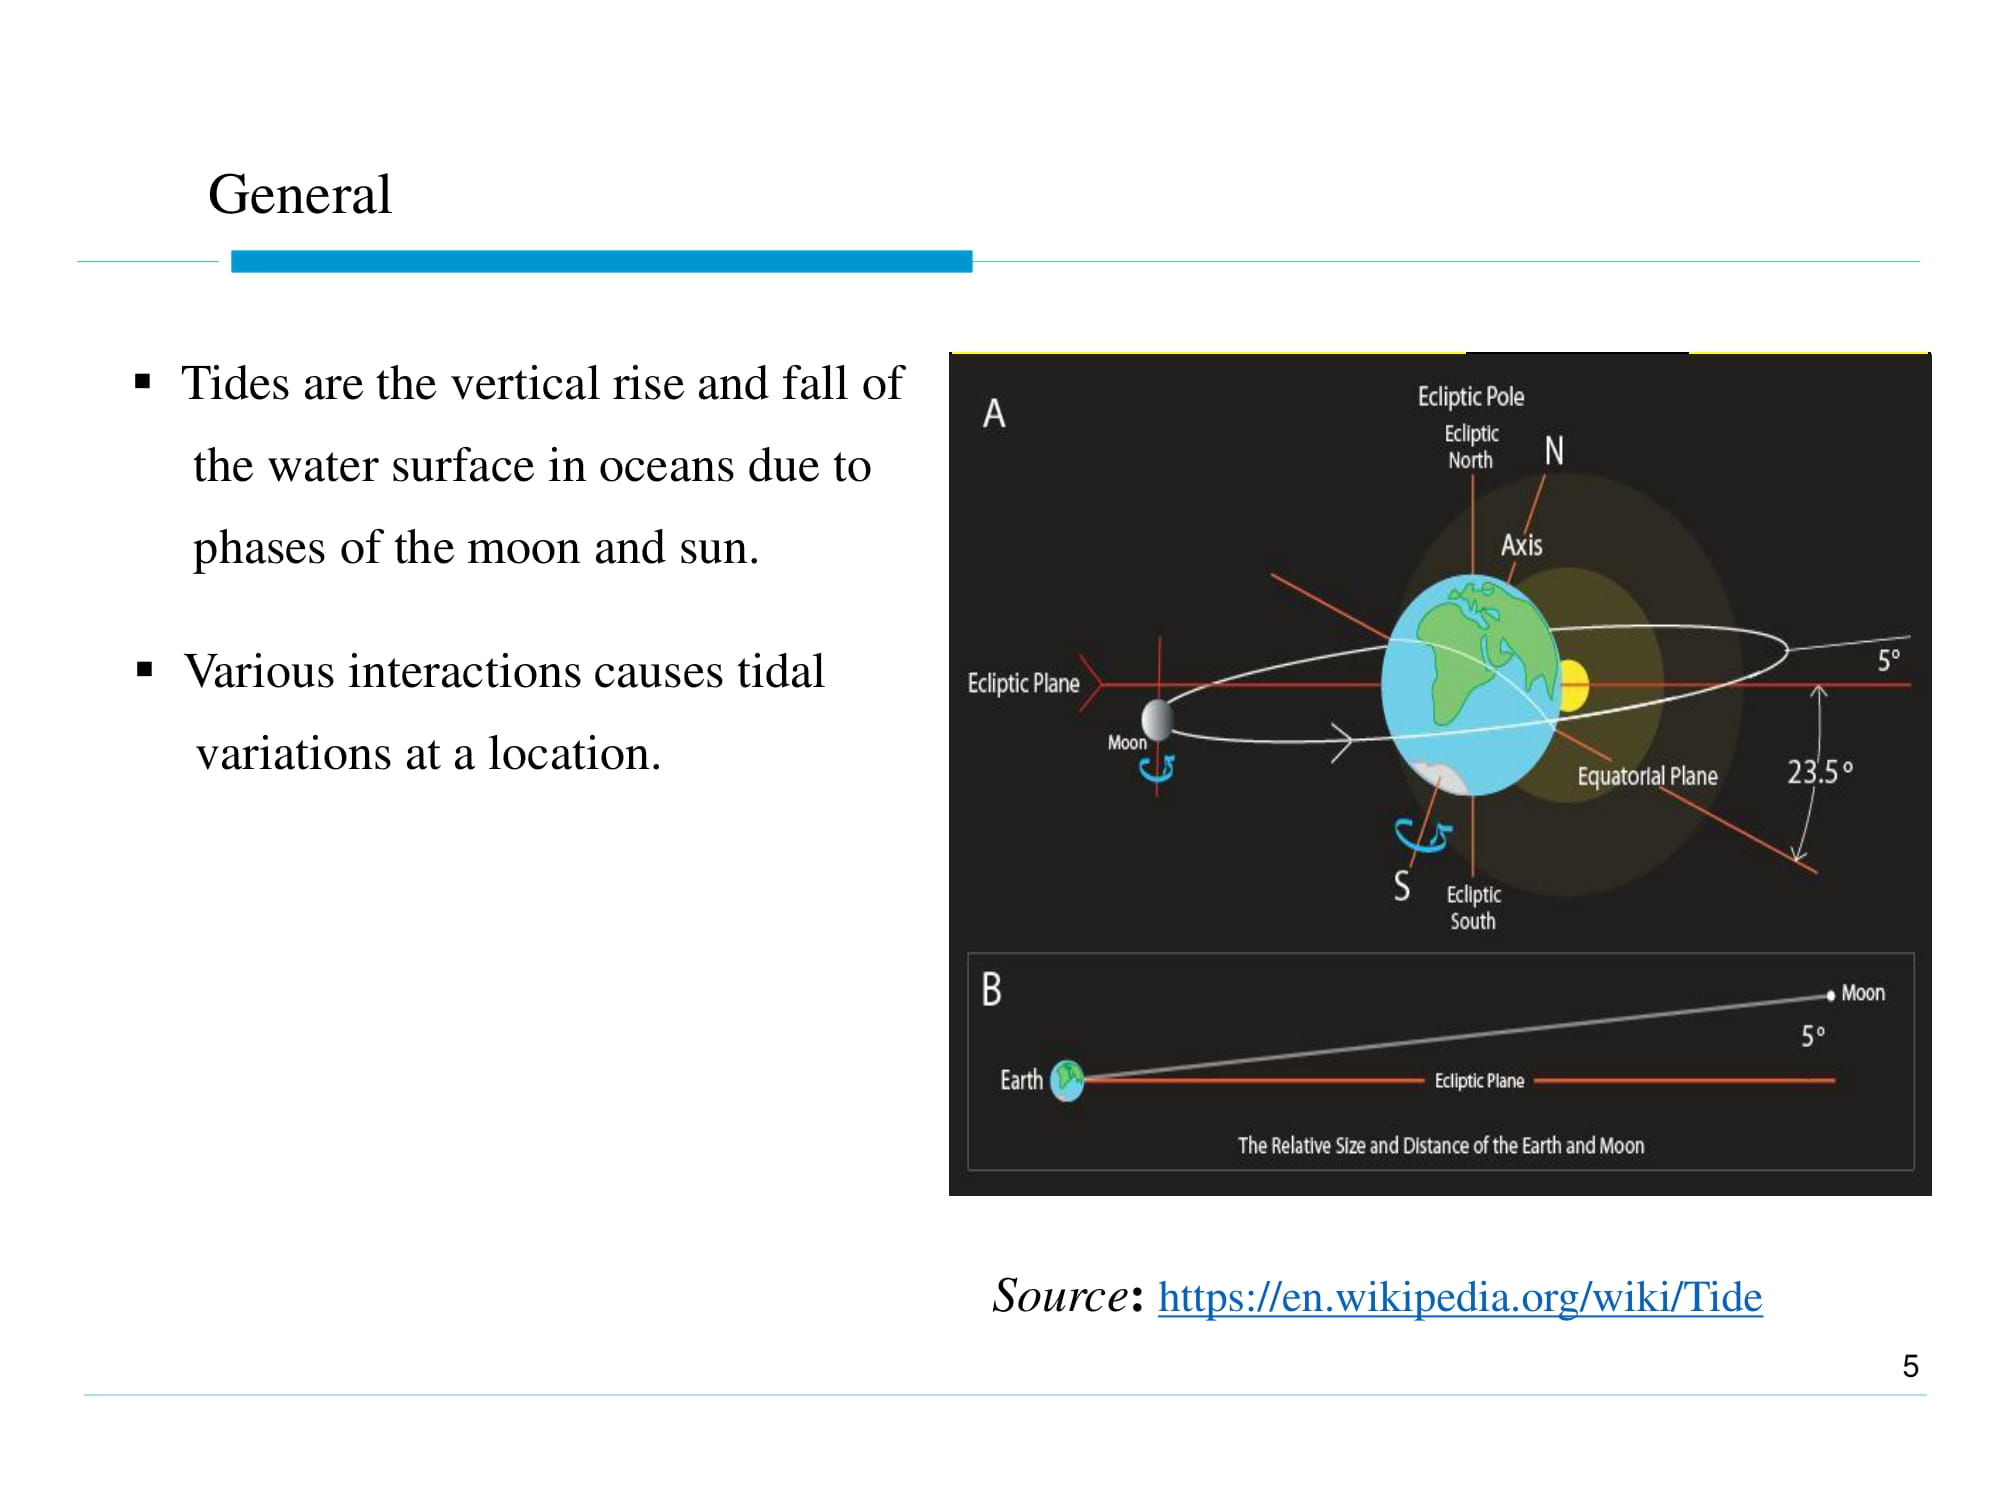 General
▪ Tides are the vertical rise and fall of
the water surface in oceans due to
phases of the moon and sun.
▪ Various interactions causes tidal
variations at a location.
A
Ecliptic Pole
Ecliptic
North
N
Axis
Ecliptic Plane
5°
Moon
Equatorial Plane
23.5°
S
Ecliptic
South
B
Moon
5°
Earth
Ecliptic Plane
The Relative Size and Distance of the Earth and Moon
Source: https://en.wikipedia.org/wiki/Tide
5